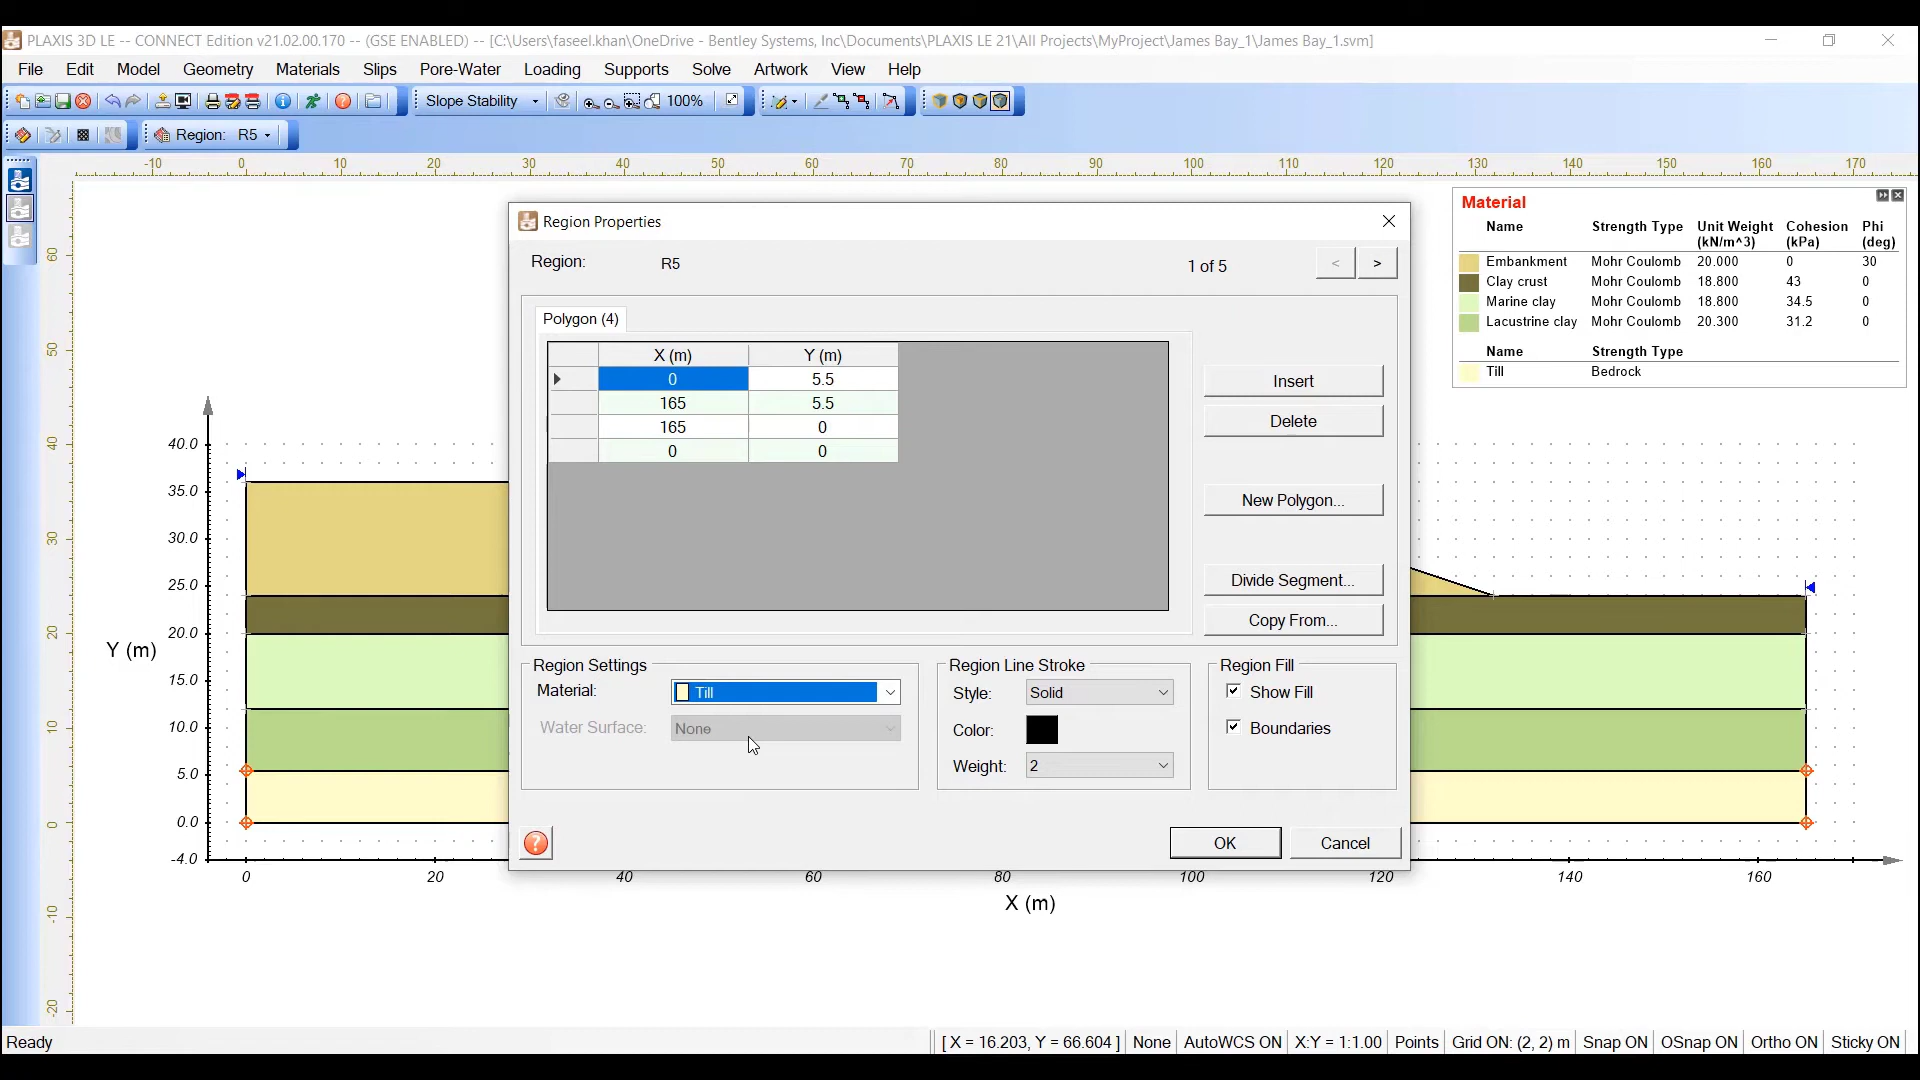 PLAXIS 3D LE -- CONNECT Edition v21.02.00.170 -- (GSE ENABLED) -- [C:\Users\faseel.khan\OneDrive - Bentley Systems, Inc\Documents\PLAXIS LE 21\All Projects\MyProject\James Bay_1\James Bay_1.svm]
File Edit Model Geometry Materials Slips Pore-Water Loading Supports Solve Artwork View Help
Slope Stability 100%
Region: R5
-10 0 10 20 30 40 50 60 70 80 90 100 110 120 130 140 150 160 170
60
50
40
30
20
10
0
-10
-20
Material
Name Strength Type Unit Weight (kN/m^3) Cohesion (kPa) Phi (deg)
Embankment Mohr Coulomb 20.000 0 30
Clay crust Mohr Coulomb 18.800 43 0
Marine clay Mohr Coulomb 18.800 34.5 0
Lacustrine clay Mohr Coulomb 20.300 31.2 0
Name Strength Type
Till Bedrock
Region Properties
Region: R5 1 of 5 < >
Polygon (4)
X (m) Y (m)
0 5.5
165 5.5
165 0
0 0
Insert
Delete
New Polygon...
Divide Segment...
Copy From...
Region Settings
Material: Till
Water Surface: None
Region Line Stroke
Style: Solid
Color:
Weight: 2
Region Fill
Show Fill
Boundaries
?
OK Cancel
40.0
35.0
30.0
25.0
20.0
15.0
10.0
5.0
0.0
-4.0
Y (m)
0 20 40 60 80 100 120 140 160
X (m)
Ready [ X = 16.203, Y = 66.604 ] None AutoWCS ON X:Y = 1:1.00 Points Grid ON: (2, 2) m Snap ON OSnap ON Ortho ON Sticky ON